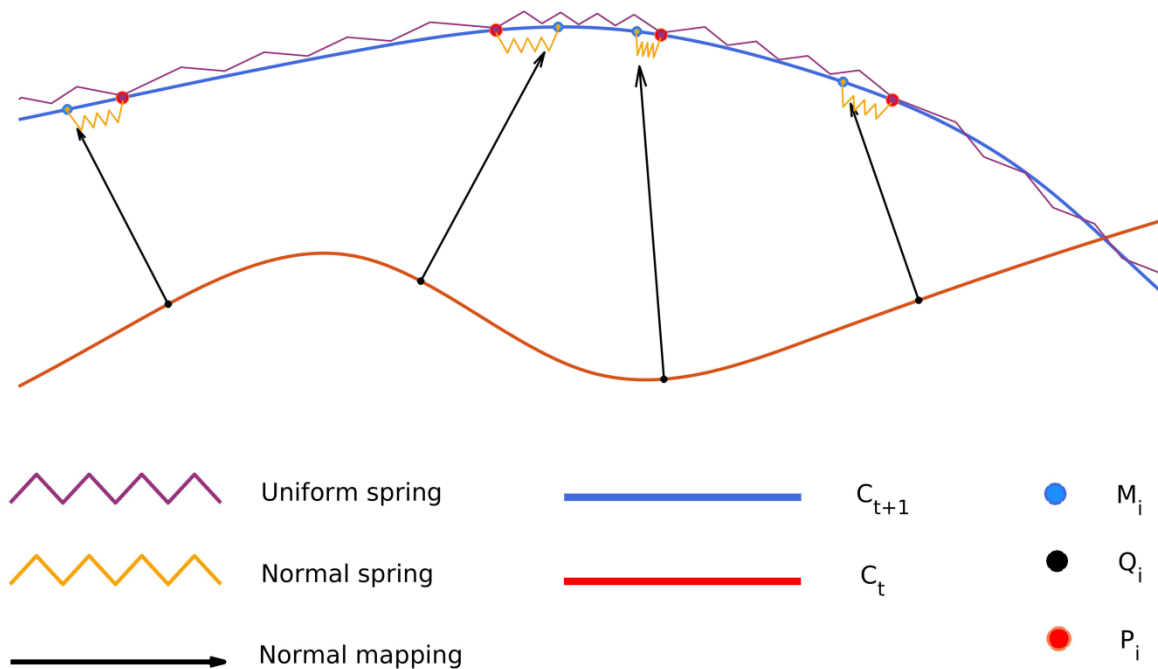 Uniform spring
C_{t+1}
M_i
Normal spring
C_t
Q_i
Normal mapping
P_i